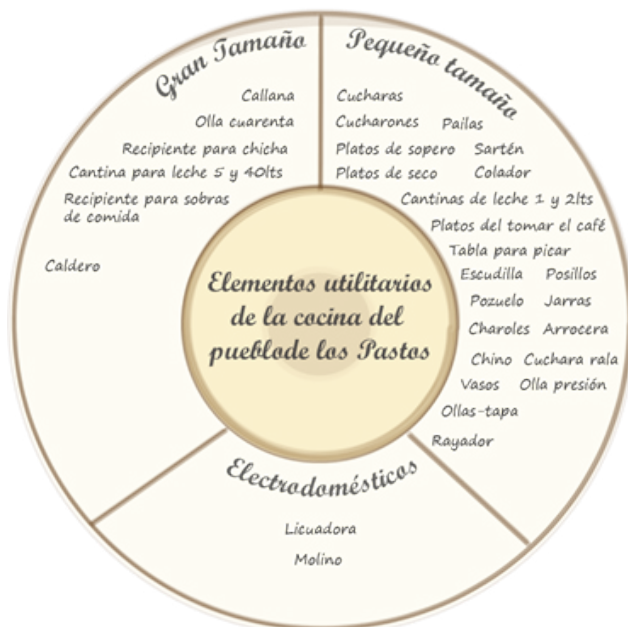 Gran Tamaño
Callana
Olla cuarenta
Recipiente para chicha
Cantina para leche 5 y 40lts
Recipiente para sobras
de comida
Caldero
Pequeño tamaño
Cucharas
Cucharones Pailas
Platos de sopero Sartén
Platos de seco Colador
Cantinas de leche 1 y 2lts
Platos del tomar el café
Tabla para picar
Escudilla Posillos
Pozuelo Jarras
Charoles Arrocera
Chino Cuchara rala
Vasos Olla presión
Ollas-tapa
Rayador
Elementos utilitarios
de la cocina del
pueblode los Pastos
Electrodomésticos
Licuadora
Molino